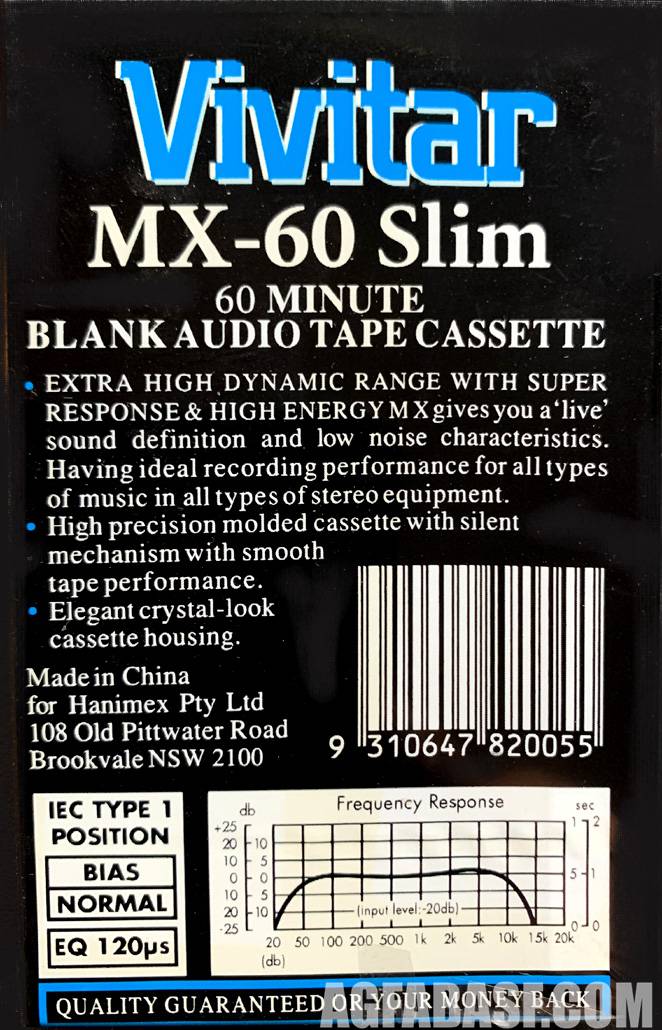 Vivitar
MX-60 Slim
60 MINUTE
BLANK AUDIO TAPE CASSETTE
• EXTRA HIGH DYNAMIC RANGE WITH SUPER
RESPONSE & HIGH ENERGY MX gives you a 'live'
sound definition and low noise characteristics.
Having ideal recording performance for all types
of music in all types of stereo equipment.
• High precision molded cassette with silent
mechanism with smooth
tape performance.
• Elegant crystal-look
cassette housing.
Made in China
for Hanimex Pty Ltd
108 Old Pittwater Road
Brookvale NSW 2100
9 310647 820055
IEC TYPE 1
POSITION
BIAS
NORMAL
EQ 120µs
db Frequency Response sec
+25 1 2
20 10
10 5
0 0 5 1
10 5
20 10
-25 0 0
(input level:-20db)
20 50 100 200 500 1k 2k 5k 10k 15k 20k
(db)
QUALITY GUARANTEED OR YOUR MONEY BACK
AGFABASF.COM